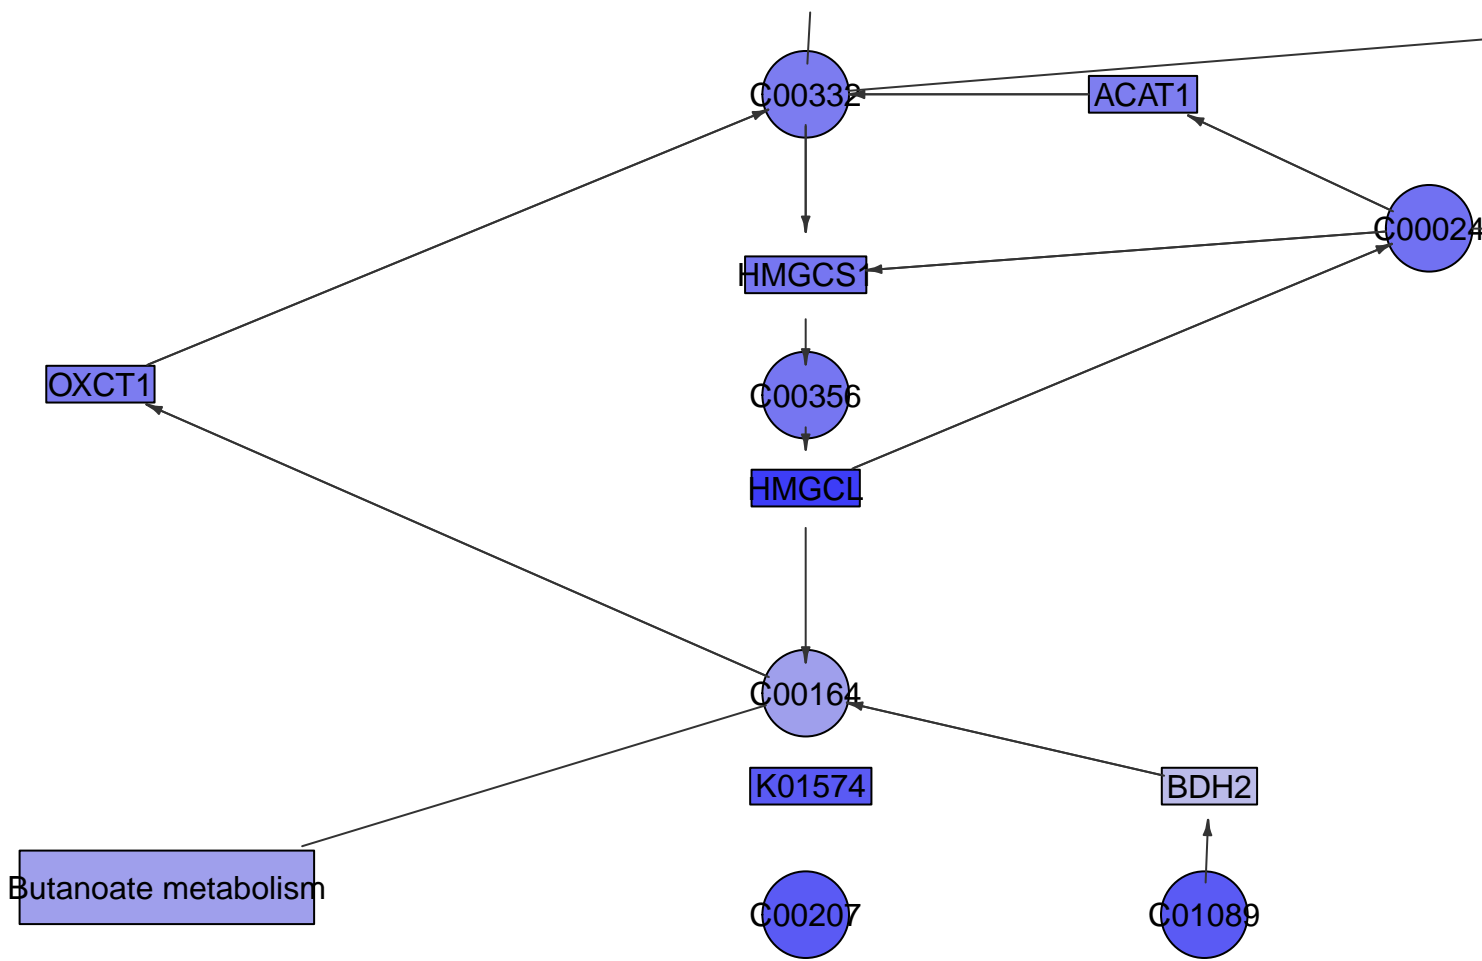 C00332
ACAT1
C00024
HMGCS1
OXCT1
C00356
HMGCL
C00164
K01574
BDH2
Butanoate metabolism
C00207
C01089